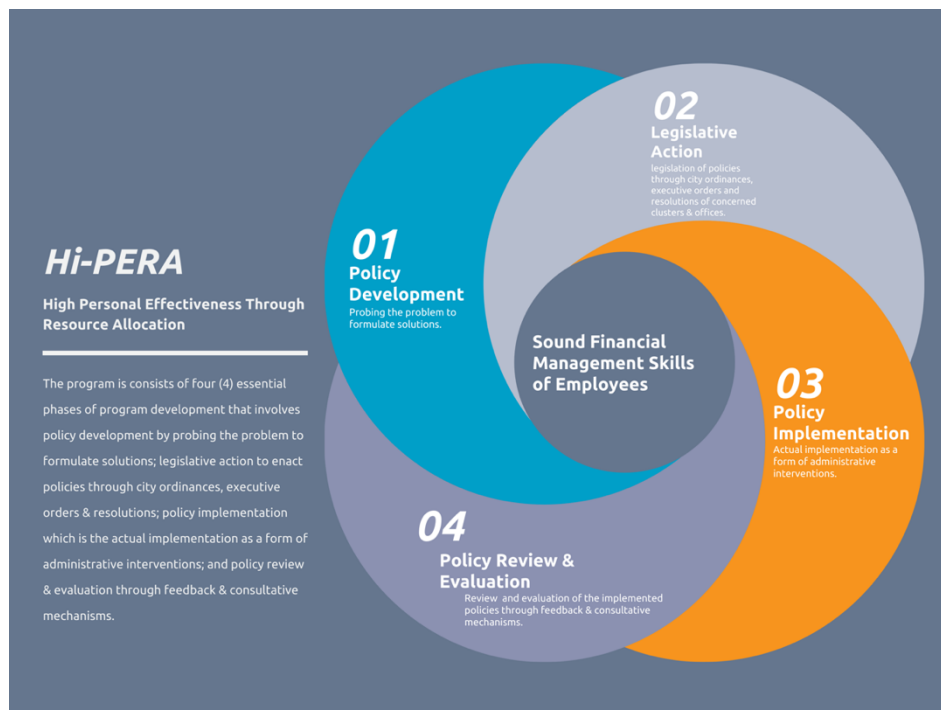 Hi-PERA
High Personal Effectiveness Through
Resource Allocation
The program is consists of four (4) essential
phases of program development that involves
policy development by probing the problem to
formulate solutions; legislative action to enact
policies through city ordinances, executive
orders & resolutions; policy implementation
which is the actual implementation as a form of
administrative interventions; and policy review
& evaluation through feedback & consultative
mechanisms.
01
Policy
Development
Probing the problem to
formulate solutions.
02
Legislative
Action
legislation of policies
through city ordinances,
executive orders and
resolutions of concerned
clusters & offices.
Sound Financial
Management Skills
of Employees
03
Policy
Implementation
Actual implementation as a
form of administrative
interventions.
04
Policy Review &
Evaluation
Review and evaluation of the implemented
policies through feedback & consultative
mechanisms.